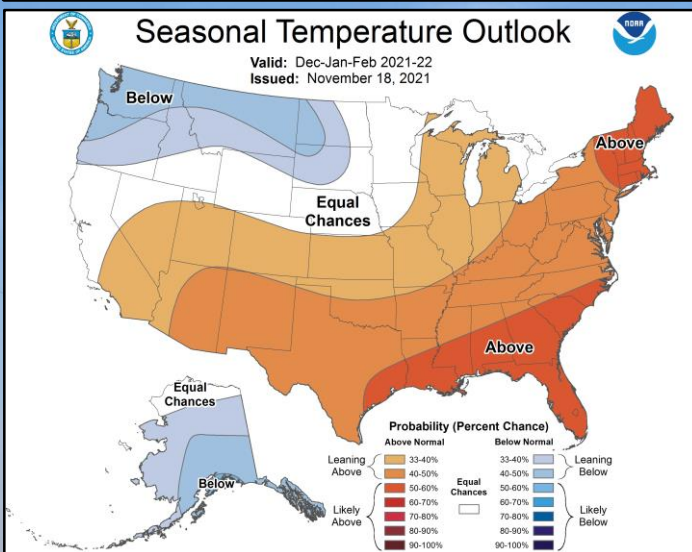 Seasonal Temperature Outlook
NOAA
Valid: Dec-Jan-Feb 2021-22
Issued: November 18, 2021
Below
Above
Equal
Chances
Above
Equal
Chances
Below
Probability (Percent Chance)
Above Normal
Below Normal
Leaning
Above
33-40%
40-50%
Likely
Above
50-60%
60-70%
70-80%
80-90%
90-100%
Equal
Chances
33-40%
40-50%
Leaning
Below
50-60%
60-70%
70-80%
80-90%
90-100%
Likely
Below